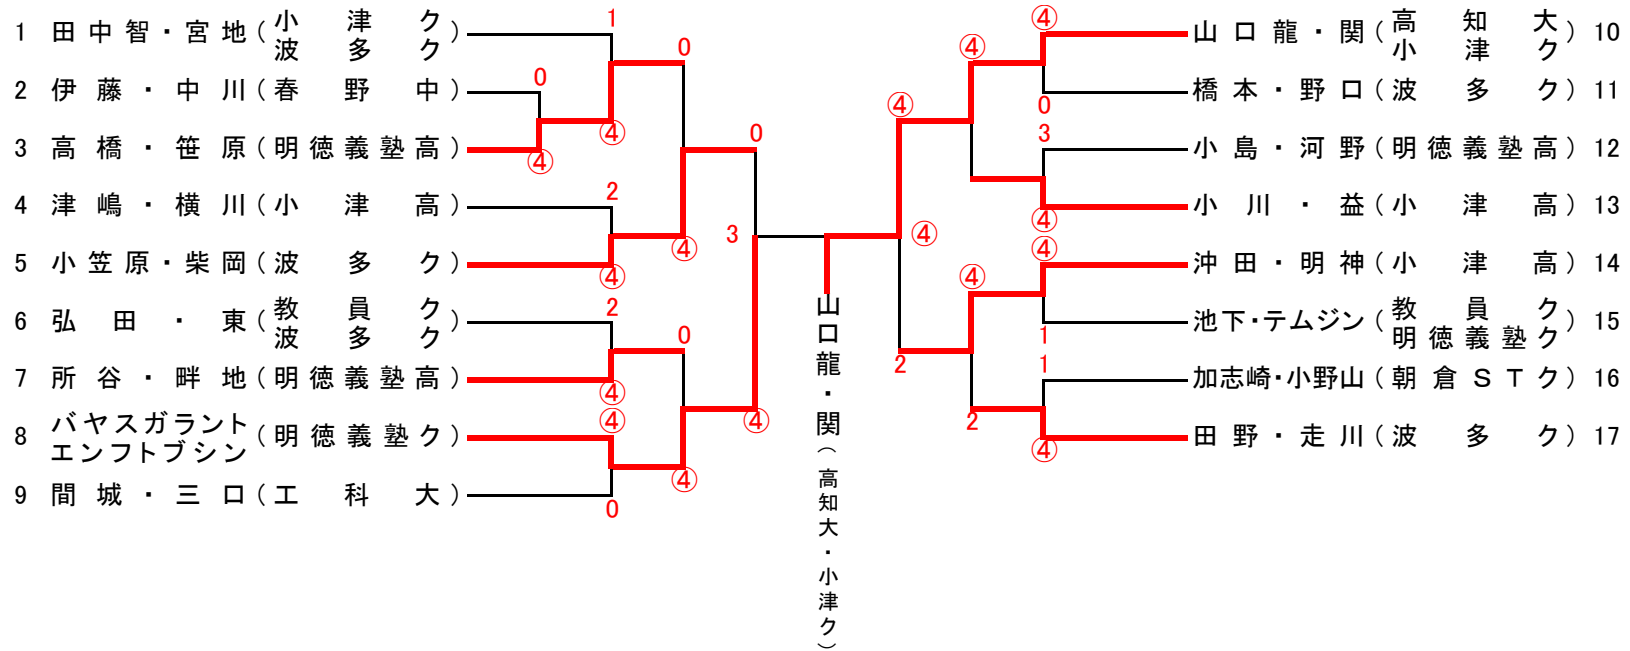 1 田中智・宮地(小津ク 波多ク)
2 伊藤・中川(春野中)
3 高橋・笹原(明徳義塾高)
4 津嶋・横川(小津高)
5 小笠原・柴岡(波多ク)
6 弘田・東(教員ク 波多ク)
7 所谷・畔地(明徳義塾高)
8 バヤスガラント エンフトブシン(明徳義塾ク)
9 間城・三口(工科大)
1
0
0
④
④
0
2
④
④
3
2
0
④
④
④
④
0
山口龍・関(高知大・小津ク)
④
④
④
0
3
④
④
④
④
1
1
2
2
④
山口龍・関(高知大 小津ク) 10
橋本・野口(波多ク) 11
小島・河野(明徳義塾高) 12
小川・益(小津高) 13
沖田・明神(小津高) 14
池下・テムジン(教員ク 明徳義塾ク) 15
加志崎・小野山(朝倉STク) 16
田野・走川(波多ク) 17